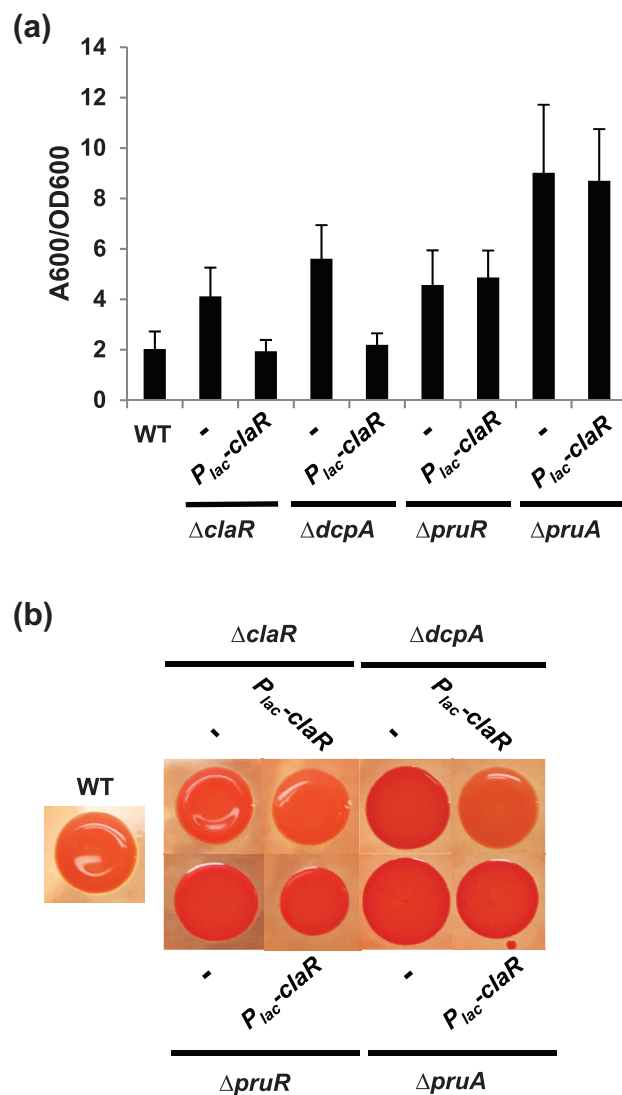 (a)
14
12
10
8
6
4
2
0
A600/OD600
WT - Plac-claR - Plac-claR - Plac-claR - Plac-claR
ΔclaR ΔdcpA ΔpruR ΔpruA
(b)
ΔclaR ΔdcpA
- Plac-claR - Plac-claR
WT
- Plac-claR - Plac-claR
ΔpruR ΔpruA